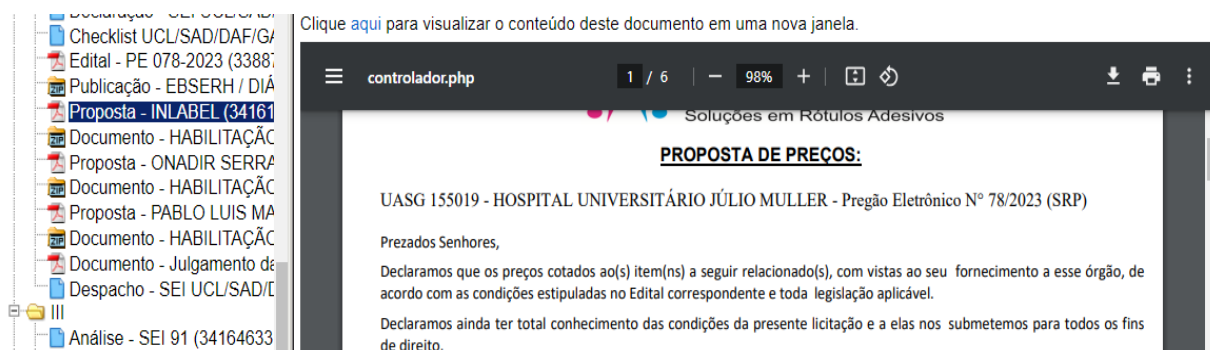 Declaração - SEI UCL/SAD/
Checklist UCL/SAD/DAF/GA
Edital - PE 078-2023 (33887
Publicação - EBSERH / DIÁ
Proposta - INLABEL (34161
Documento - HABILITAÇÃO
Proposta - ONADIR SERRA
Documento - HABILITAÇÃO
Proposta - PABLO LUIS MA
Documento - HABILITAÇÃO
Documento - Julgamento da
Despacho - SEI UCL/SAD/D
III
Análise - SEI 91 (34164633
Clique aqui para visualizar o conteúdo deste documento em uma nova janela.
controlador.php 1 / 6 98%
Soluções em Rótulos Adesivos
PROPOSTA DE PREÇOS:
UASG 155019 - HOSPITAL UNIVERSITÁRIO JÚLIO MULLER - Pregão Eletrônico N° 78/2023 (SRP)
Prezados Senhores,
Declaramos que os preços cotados ao(s) item(ns) a seguir relacionado(s), com vistas ao seu fornecimento a esse órgão, de
acordo com as condições estipuladas no Edital correspondente e toda legislação aplicável.
Declaramos ainda ter total conhecimento das condições da presente licitação e a elas nos submetemos para todos os fins
de direito.